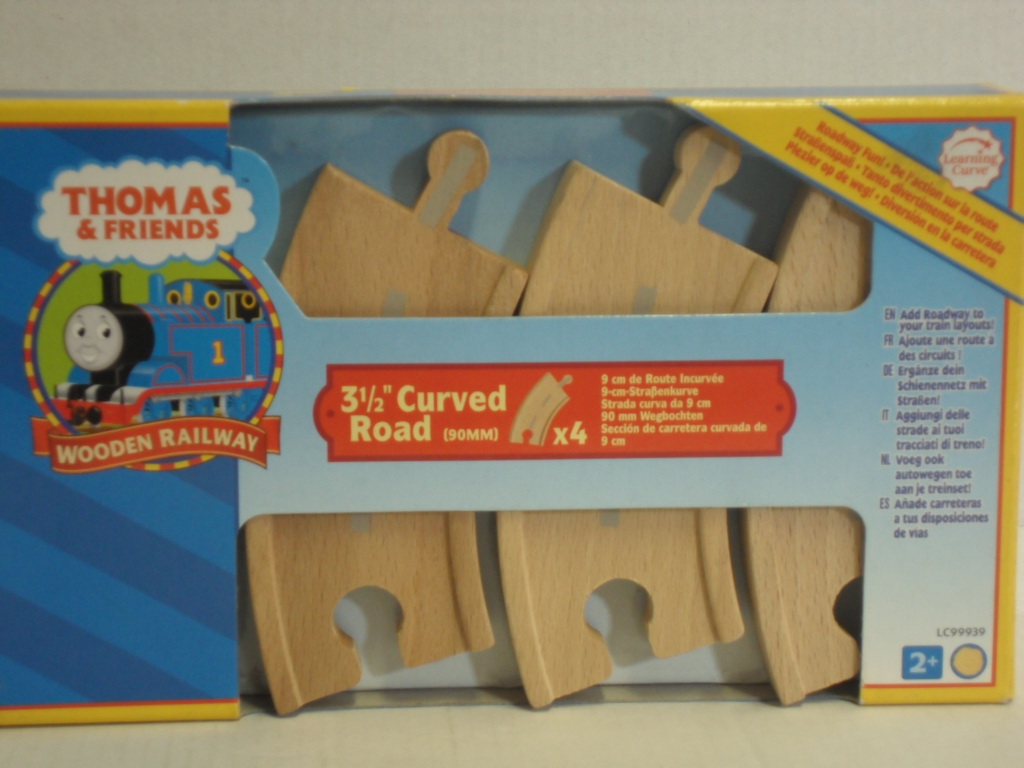 THOMAS
& FRIENDS
™
1
WOODEN RAILWAY
3½" Curved
Road (90MM)
x4
9 cm de Route Incurvée
9-cm-Straßenkurve
Strada curva da 9 cm
90 mm Wegbochten
Sección de carretera curvada de
9 cm
Roadway Fun! • De l'action sur la route
Straßenspaß • Tanto divertimento per strada
Plezier op de weg! • Diversion en la carretera
Learning
Curve
EN Add Roadway to
your train layouts!
FR Ajoute une route à
des circuits !
DE Ergänze dein
Schienennetz mit
Straßen!
IT Aggiungi delle
strade ai tuoi
tracciati di treno!
NL Voeg ook
autowegen toe
aan je treinset!
ES Añade carreteras
a tus disposiciones
de vías
LC99939
2+